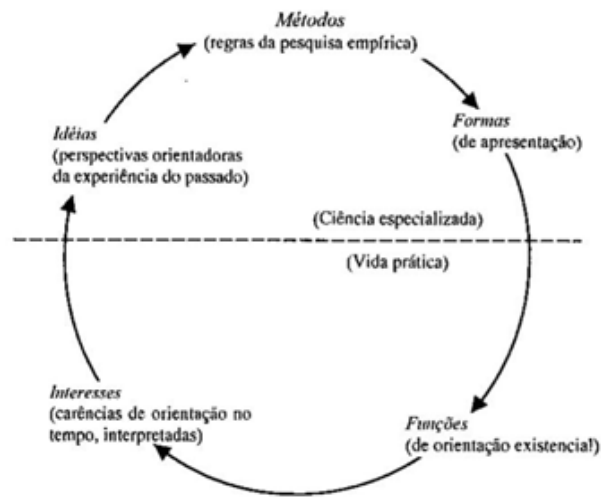 Métodos
(regras da pesquisa empírica)
Idéias
(perspectivas orientadoras
da experiência do passado)
Formas
(de apresentação)
(Ciência especializada)
(Vida prática)
Interesses
(carências de orientação no
tempo, interpretadas)
Funções
(de orientação existencial)